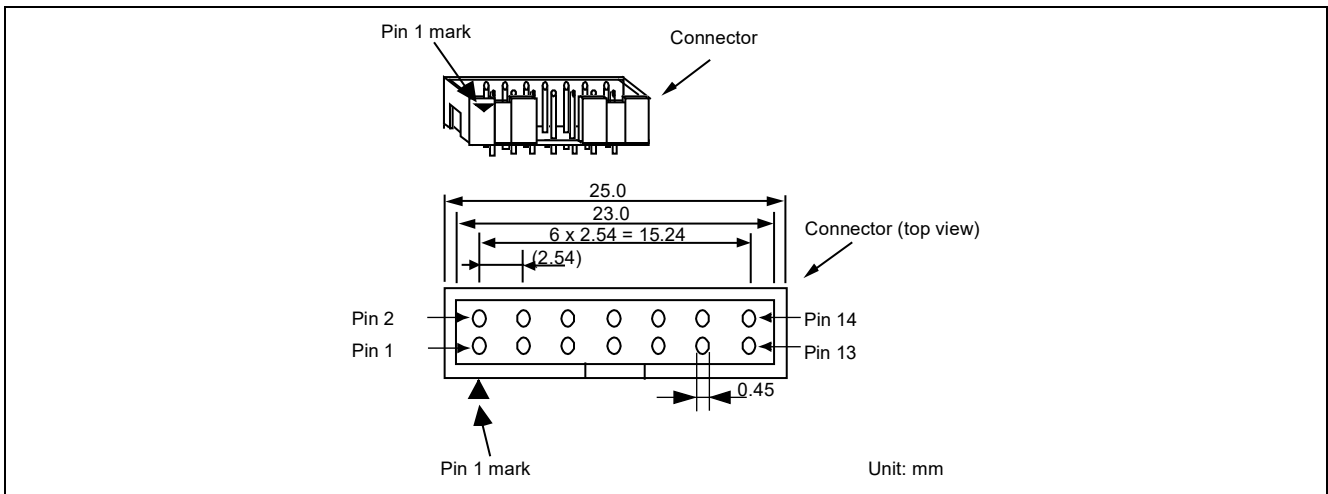 Pin 1 mark
Connector
25.0
23.0
6 x 2.54 = 15.24
(2.54)
Connector (top view)
Pin 2
Pin 14
Pin 1
Pin 13
0.45
Pin 1 mark
Unit: mm